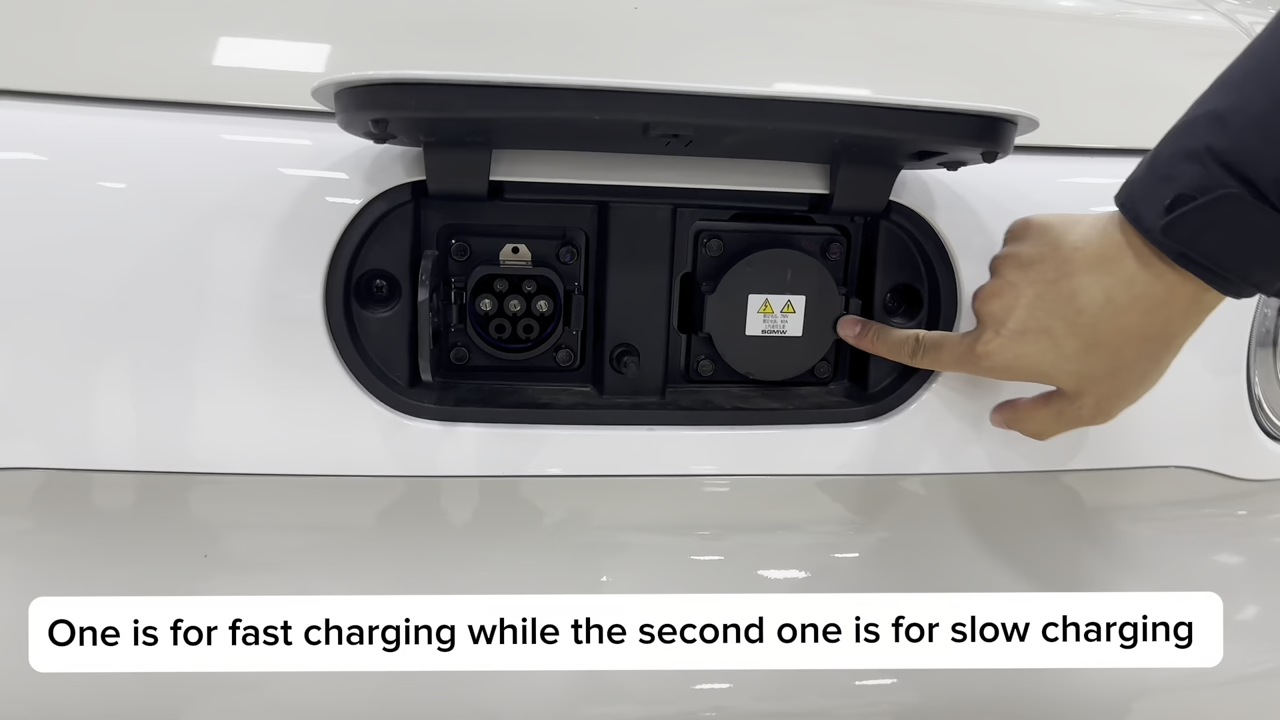 SGMW
One is for fast charging while the second one is for slow charging